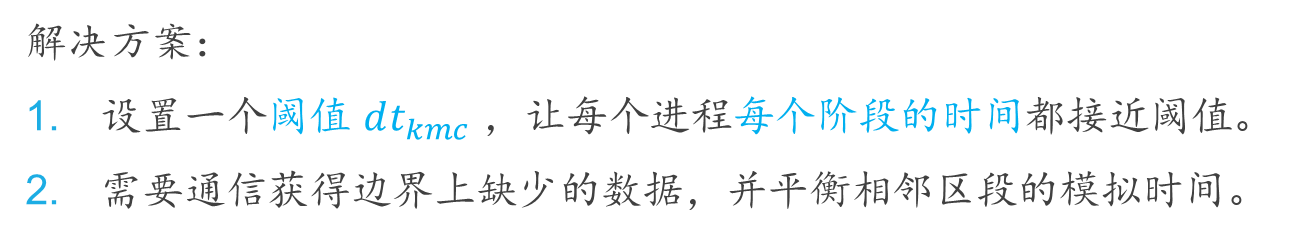 解决方案：
1. 设置一个阈值 dt_kmc ，让每个进程每个阶段的时间都接近阈值。
2. 需要通信获得边界上缺少的数据，并平衡相邻区段的模拟时间。